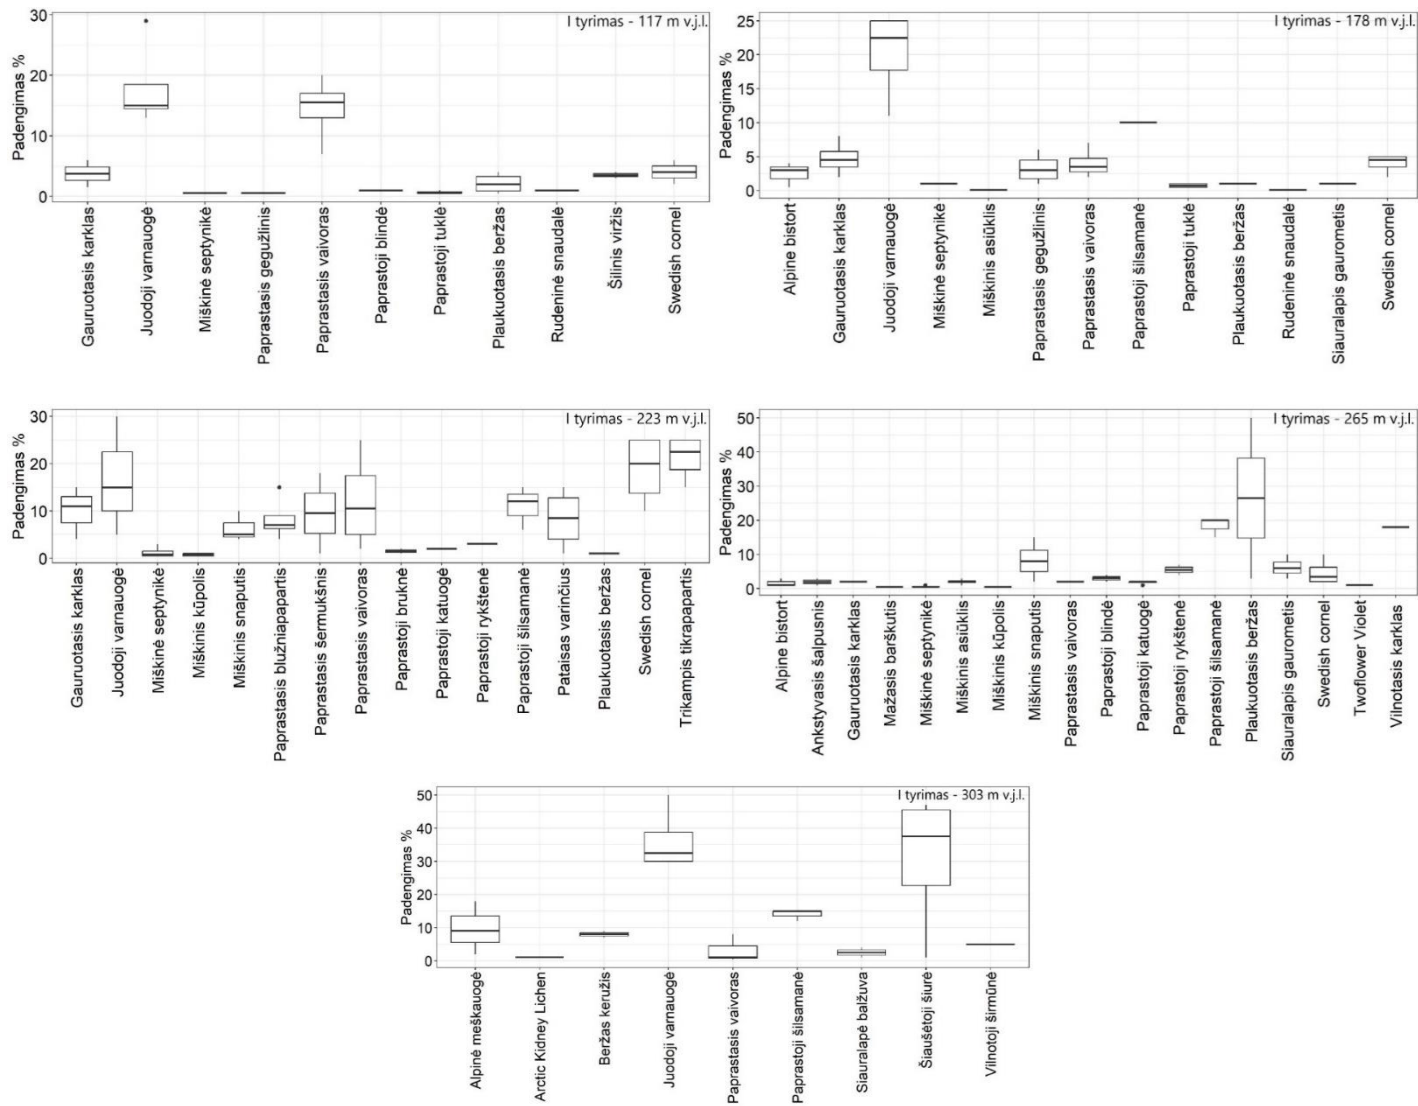 I tyrimas - 117 m v.j.l.
Padengimas %
30
20
10
0
Gauruotasis karklas
Juodoji varnauogė
Miškinė septynikė
Paprastasis gegužlinis
Paprastasis vaivoras
Paprastoji blindė
Paprastoji tuklė
Plaukuotasis beržas
Rudeninė snaudalė
Šilinis viržis
Swedish cornel
I tyrimas - 178 m v.j.l.
Padengimas %
25
20
15
10
5
0
Alpine bistort
Gauruotasis karklas
Juodoji varnauogė
Miškinė septynikė
Miškinis asiūklis
Paprastasis gegužlinis
Paprastasis vaivoras
Paprastoji šilsamanė
Paprastoji tuklė
Plaukuotasis beržas
Rudeninė snaudalė
Siauralapis gaurometis
Swedish cornel
I tyrimas - 223 m v.j.l.
Padengimas %
30
20
10
0
Gauruotasis karklas
Juodoji varnauogė
Miškinė septynikė
Miškinis kūpolis
Miškinis snaputis
Paprastasis blužniapapartis
Paprastasis šermukšnis
Paprastasis vaivoras
Paprastoji bruknė
Paprastoji katuogė
Paprastoji rykštenė
Paprastoji šilsamanė
Pataisas varinčius
Plaukuotasis beržas
Swedish cornel
Trikampis tikrapapartis
I tyrimas - 265 m v.j.l.
Padengimas %
50
40
30
20
10
0
Alpine bistort
Ankstyvasis šalpusnis
Gauruotasis karklas
Mažasis barškutis
Miškinė septynikė
Miškinis asiūklis
Miškinis kūpolis
Miškinis snaputis
Paprastasis vaivoras
Paprastoji blindė
Paprastoji katuogė
Paprastoji rykštenė
Paprastoji šilsamanė
Plaukuotasis beržas
Siauralapis gaurometis
Swedish cornel
Twoflower Violet
Vilnotasis karklas
I tyrimas - 303 m v.j.l.
Padengimas %
50
40
30
20
10
0
Alpinė meškauogė
Arctic Kidney Lichen
Beržas keružis
Juodoji varnauogė
Paprastasis vaivoras
Paprastoji šilsamanė
Siauralapė balžuva
Šiaušėtoji šiurė
Vilnotoji širmūnė